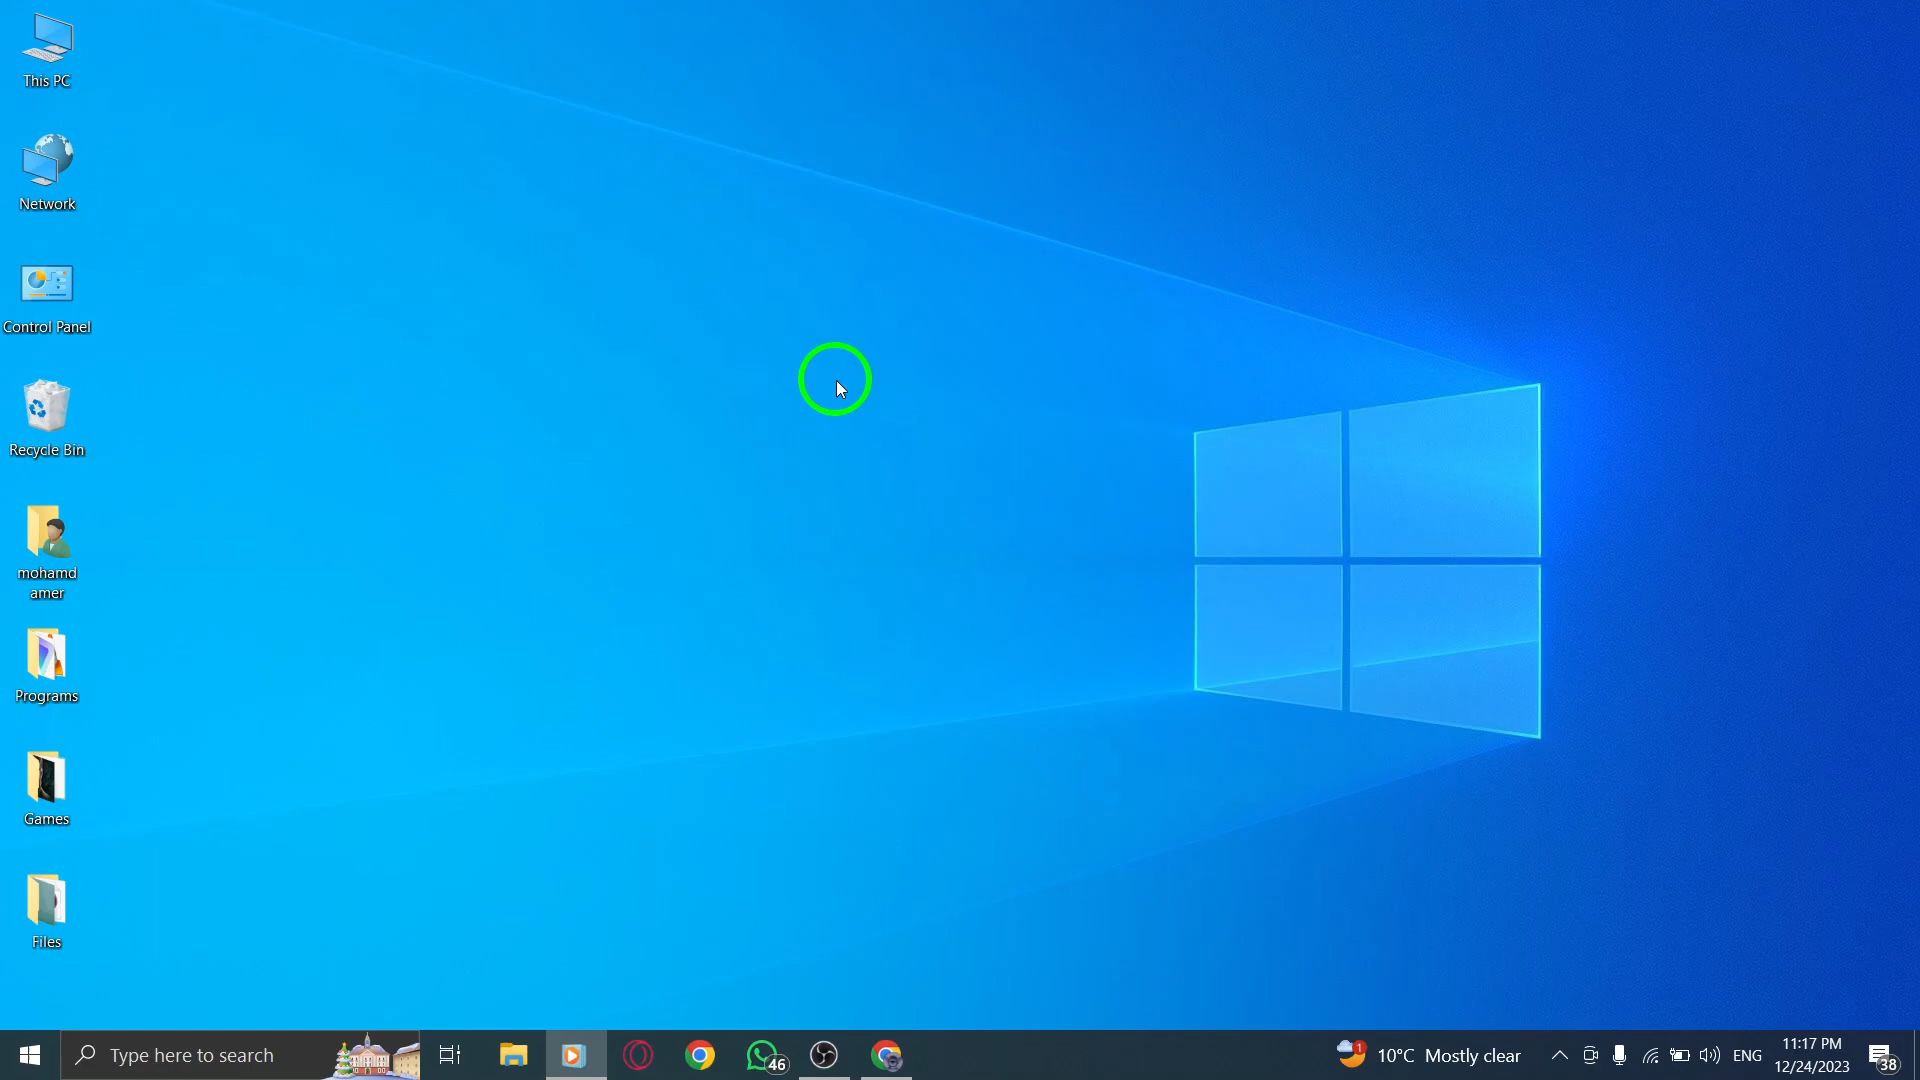 This PC
Network
Control Panel
Recycle Bin
mohamd
amer
Programs
Games
Files
Type here to search
46
1
10°C Mostly clear
ENG
11:17 PM
12/24/2023
38